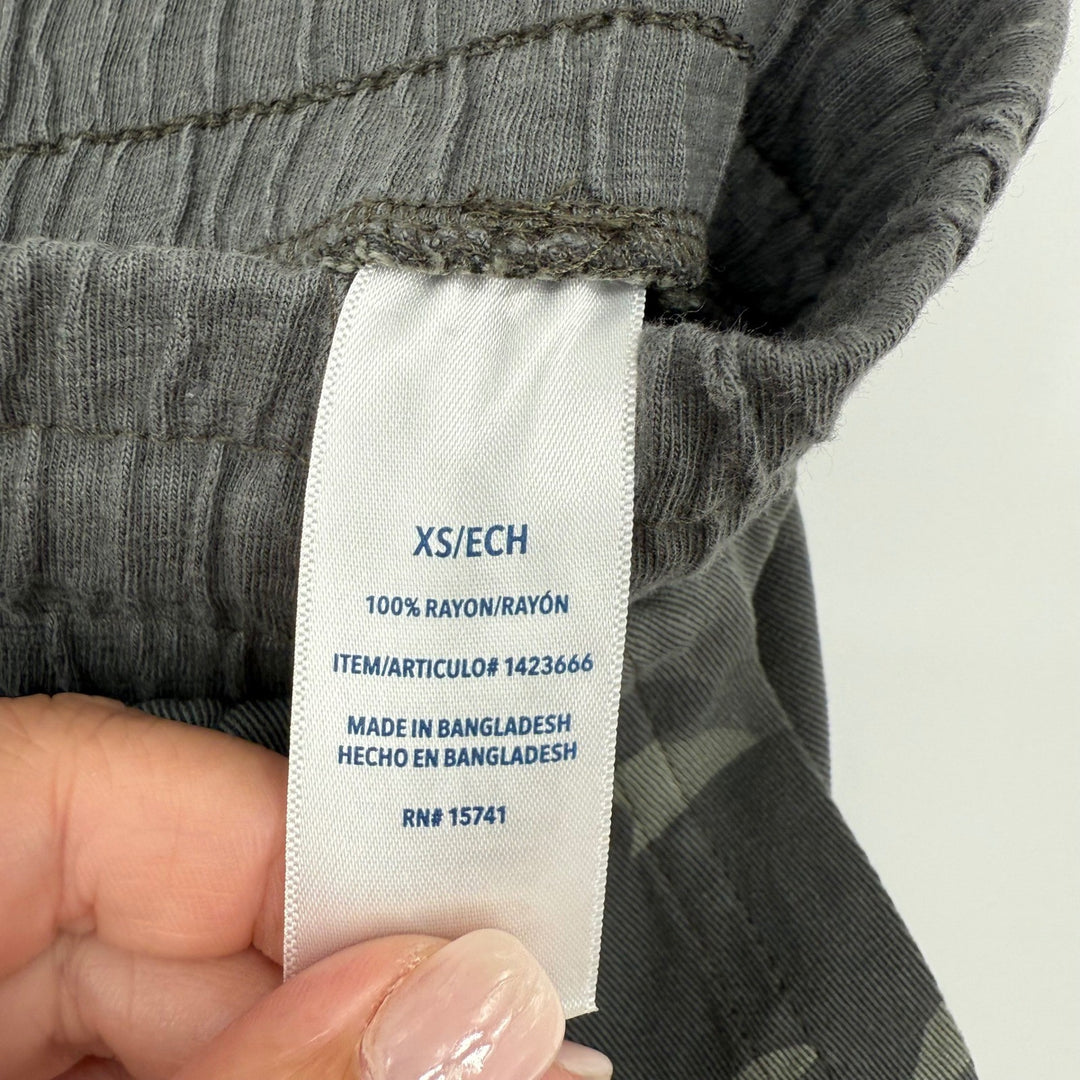 XS/ECH
100% RAYON/RAYÓN
ITEM/ARTICULO# 1423666
MADE IN BANGLADESH
HECHO EN BANGLADESH
RN# 15741